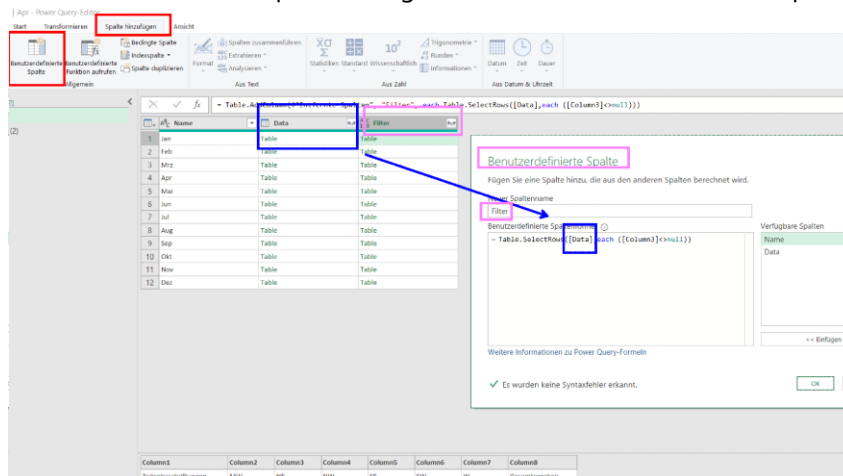 Apr - Power Query-Editor
Start Transformieren Spalte hinzufügen Ansicht
Benutzerdefinierte Spalte
Benutzerdefinierte Funktion aufrufen
Bedingte Spalte
Indexspalte
Spalte duplizieren
Allgemein
Format
Spalten zusammenführen
Extrahieren
Analysieren
Aus Text
Statistiken Standard Wissenschaftlich
10²
Trigonometrie
Runden
Informationen
Aus Zahl
Datum Zeit Dauer
Aus Datum & Uhrzeit
(2)
= Table.AddColumn(#"Entfernte Spalten", "Filter", each Table.SelectRows([Data],each ([Column3]<>null)))
Name Data Filter
1 Jan Table Table
2 Feb Table Table
3 Mrz Table Table
4 Apr Table Table
5 Mai Table Table
6 Jun Table Table
7 Jul Table Table
8 Aug Table Table
9 Sep Table Table
10 Okt Table Table
11 Nov Table Table
12 Dez Table Table
Benutzerdefinierte Spalte
Fügen Sie eine Spalte hinzu, die aus den anderen Spalten berechnet wird.
Neuer Spaltenname
Filter
Benutzerdefinierte Spaltenformel
= Table.SelectRows([Data],each ([Column3]<>null))
Verfügbare Spalten
Name
Data
<< Einfügen
Weitere Informationen zu Power Query-Formeln
Es wurden keine Syntaxfehler erkannt.
OK
Column1 Column2 Column3 Column4 Column5 Column6 Column7 Column8